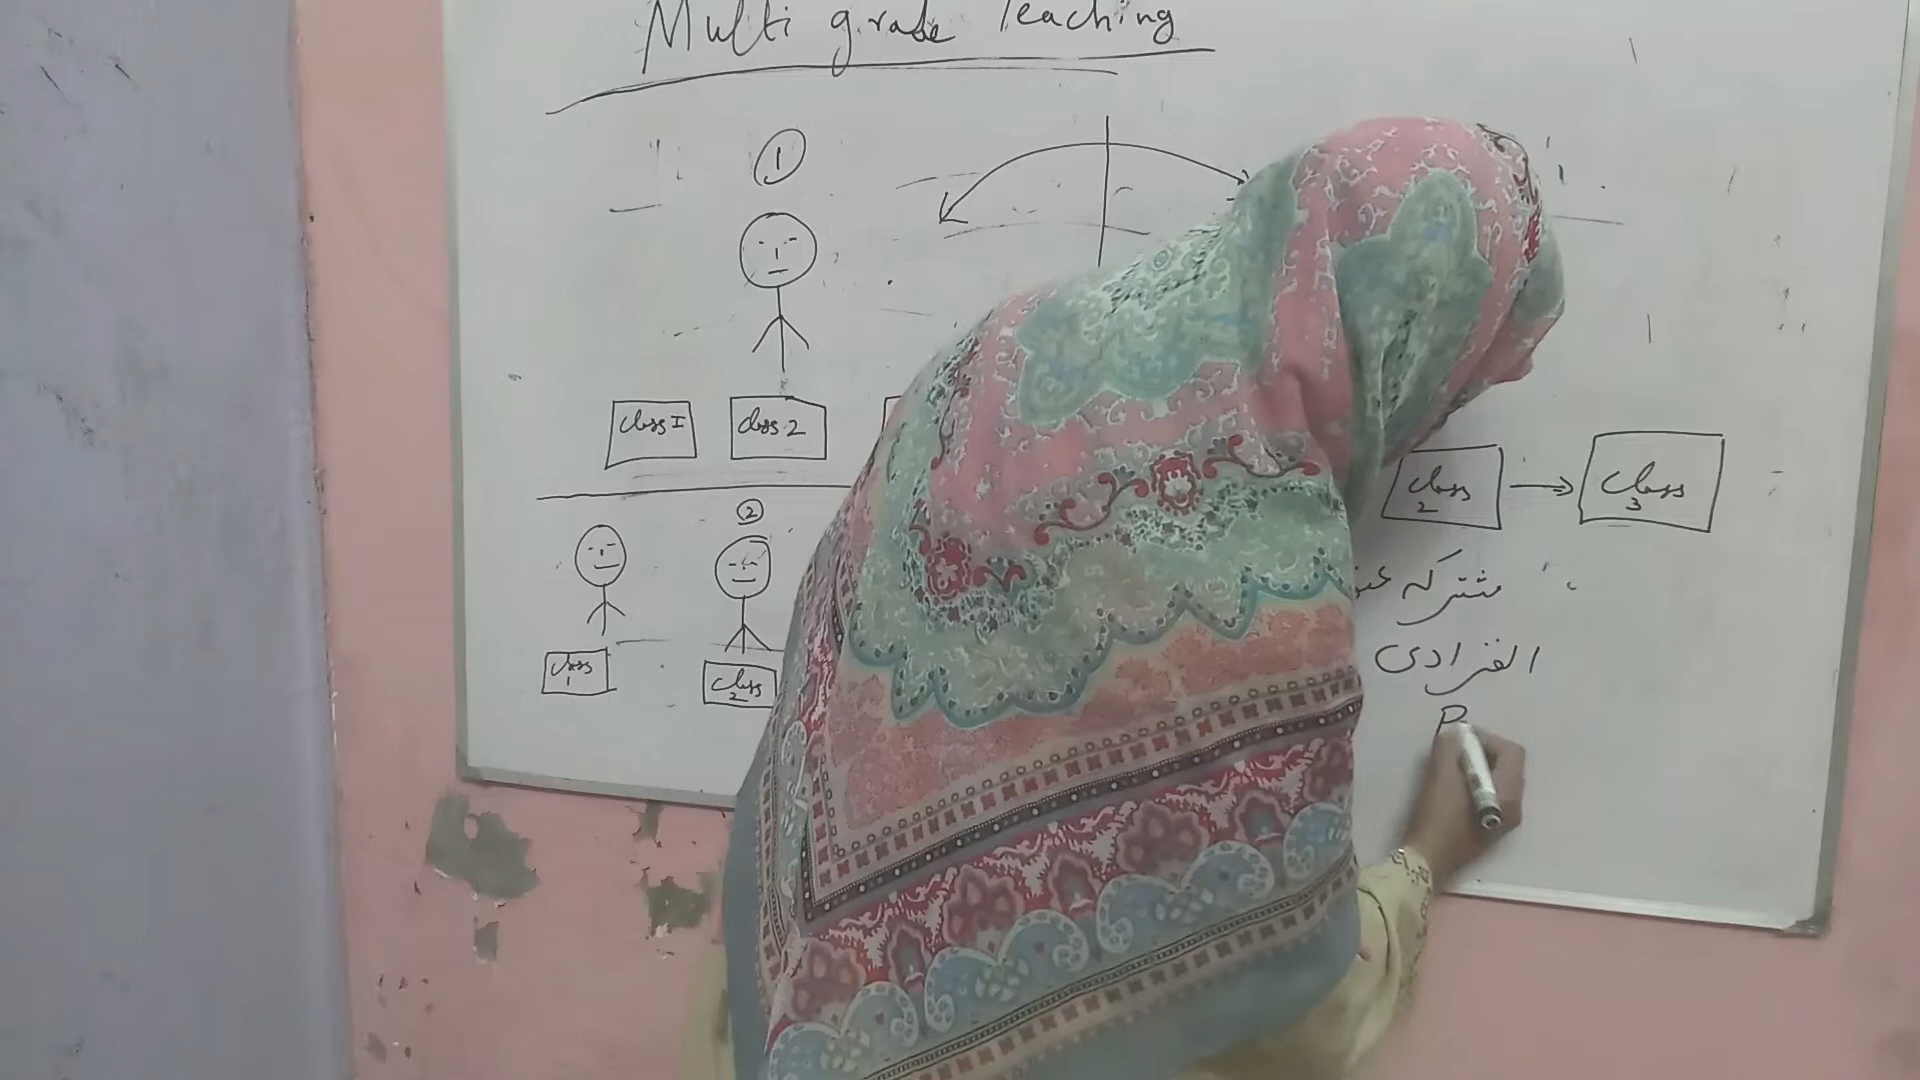 Multi grade Teaching
1
class I
class 2
class 2
class 3
2
class 1
class 2
مشترکہ
انفرادی
P